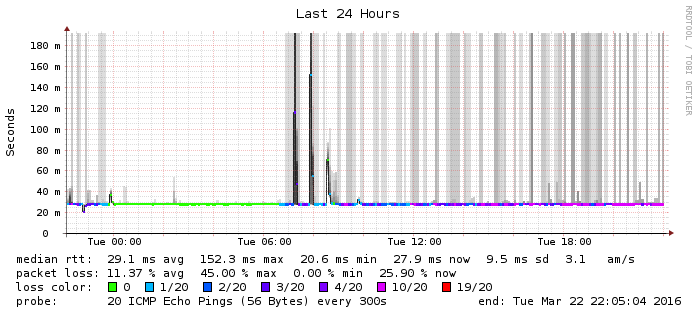 Last 24 Hours
RRDTOOL / TOBI OETIKER
Seconds
180 m
160 m
140 m
120 m
100 m
80 m
60 m
40 m
20 m
0
Tue 00:00 Tue 06:00 Tue 12:00 Tue 18:00
median rtt: 29.1 ms avg 152.3 ms max 20.6 ms min 27.9 ms now 9.5 ms sd 3.1 am/s
packet loss: 11.37 % avg 45.00 % max 0.00 % min 25.90 % now
loss color: 0 1/20 2/20 3/20 4/20 10/20 19/20
probe: 20 ICMP Echo Pings (56 Bytes) every 300s end: Tue Mar 22 22:05:04 2016